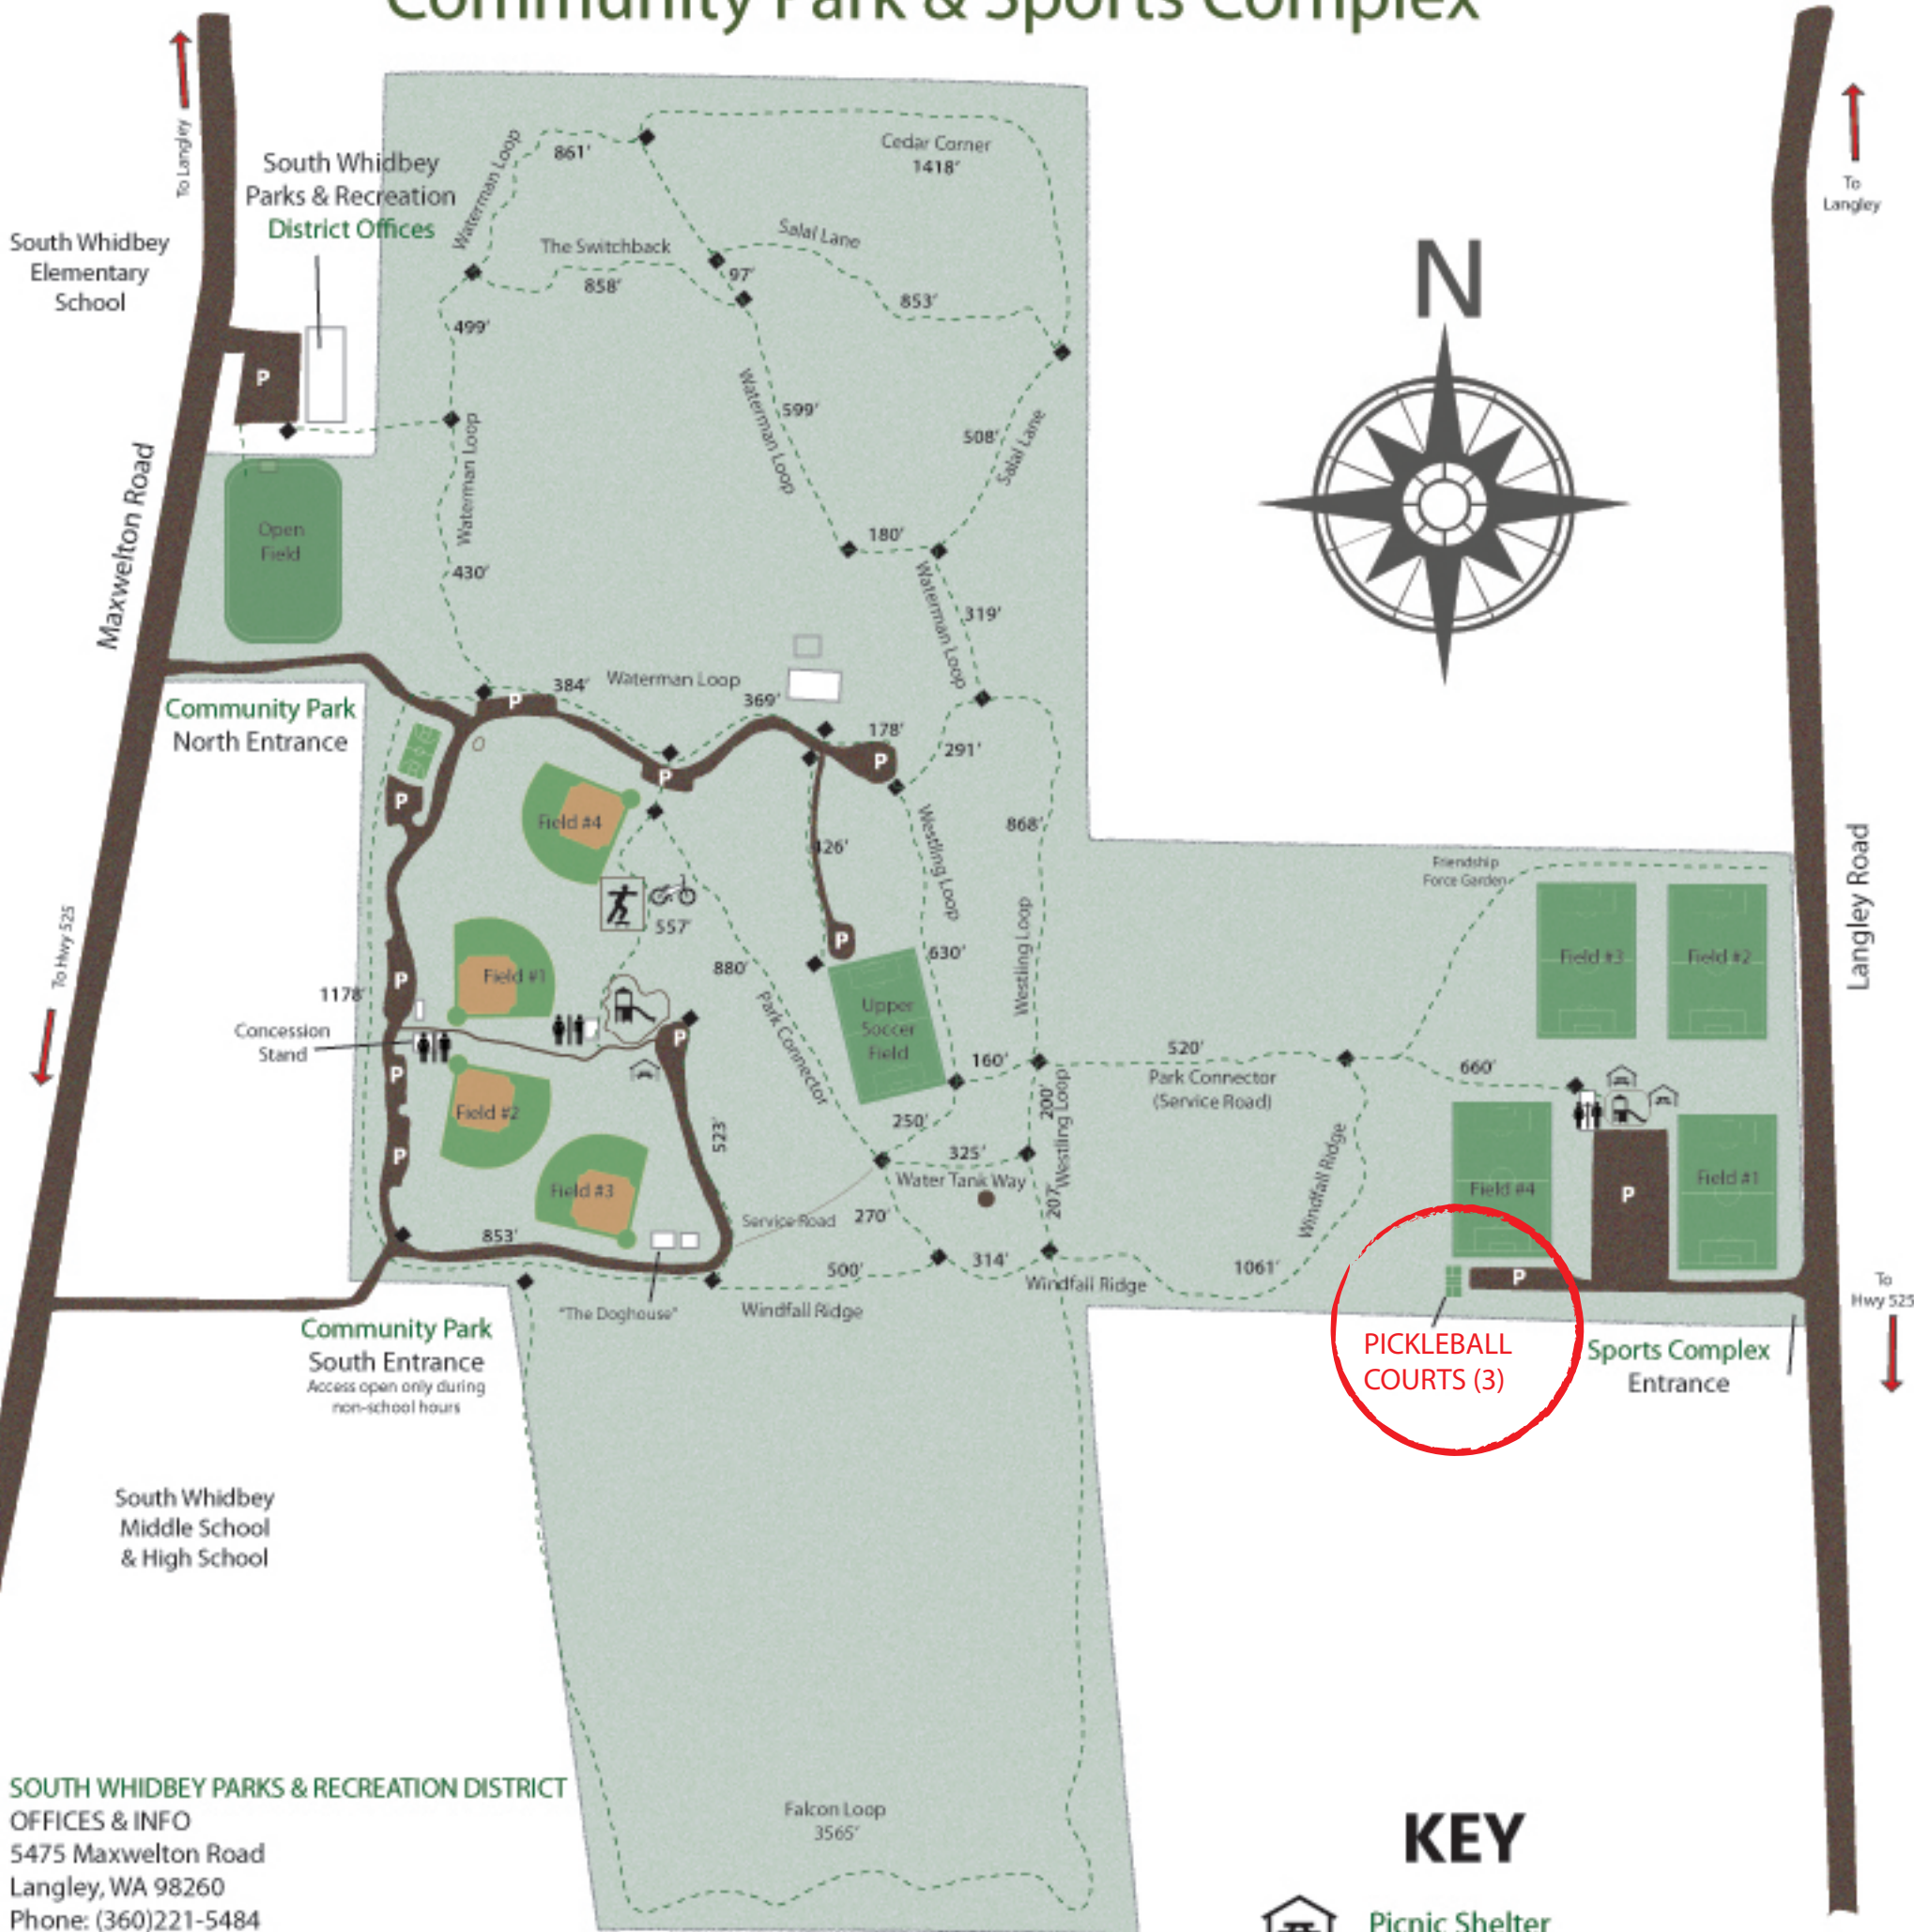 Community Park & Sports Complex
To Langley
South Whidbey
Parks & Recreation
District Offices
South Whidbey
Elementary
School
P
Waterman Loop
861'
Cedar Corner
1418'
The Switchback
858'
97'
Salal Lane
853'
499'
Waterman Loop
430'
Waterman Loop
599'
508'
Salal Lane
180'
Waterman Loop
319'
To
Langley
N
Maxwelton Road
Open
Field
Community Park
North Entrance
P
384'
Waterman Loop
369'
178'
P
P
291'
P
Field #4
557'
126'
P
Westling Loop
630'
868'
Westling Loop
880'
Park Connector
To Hwy 525
1178'
P
Field #1
Concession
Stand
P
P
Field #2
P
Field #3
523'
Upper
Soccer
Field
160'
250'
200'
Westling Loop
325'
Water Tank Way
207'
270'
Service Road
853'
"The Doghouse"
500'
Windfall Ridge
314'
Windfall Ridge
1061'
Windfall Ridge
520'
Park Connector
(Service Road)
660'
Friendship
Force Garden
Field #3
Field #2
Langley Road
Field #4
P
Field #1
P
PICKLEBALL
COURTS (3)
Sports Complex
Entrance
To
Hwy 525
Community Park
South Entrance
Access open only during
non-school hours
South Whidbey
Middle School
& High School
Falcon Loop
3565'
SOUTH WHIDBEY PARKS & RECREATION DISTRICT
OFFICES & INFO
5475 Maxwelton Road
Langley, WA 98260
Phone: (360)221-5484
KEY
Picnic Shelter